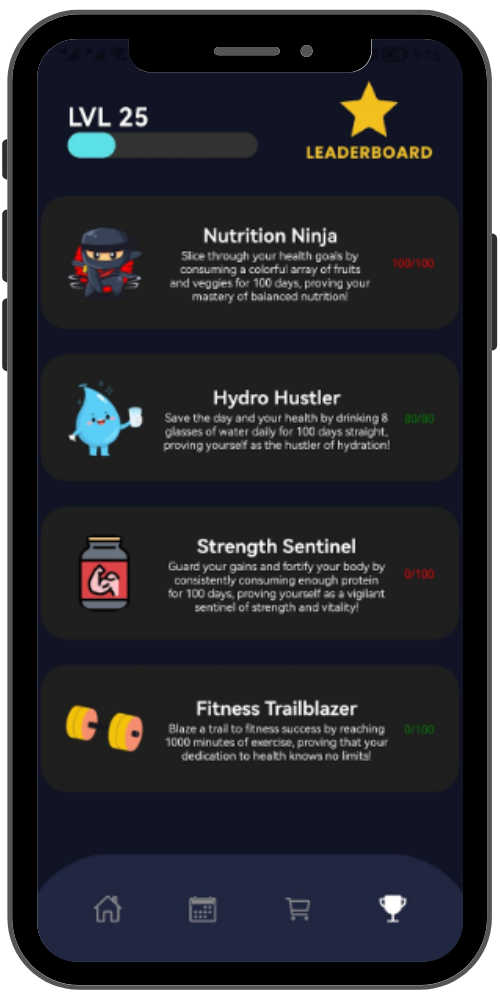 9:15
LVL 25
LEADERBOARD
Nutrition Ninja
Slice through your health goals by
consuming a colorful array of fruits
and veggies for 100 days, proving your
mastery of balanced nutrition!
100/100
Hydro Hustler
Save the day and your health by drinking 8
glasses of water daily for 100 days straight,
proving yourself as the hustler of hydration!
80/80
Strength Sentinel
Guard your gains and fortify your body by
consistently consuming enough protein
for 100 days, proving yourself as a vigilant
sentinel of strength and vitality!
0/100
Fitness Trailblazer
Blaze a trail to fitness success by reaching
1000 minutes of exercise, proving that your
dedication to health knows no limits!
0/100